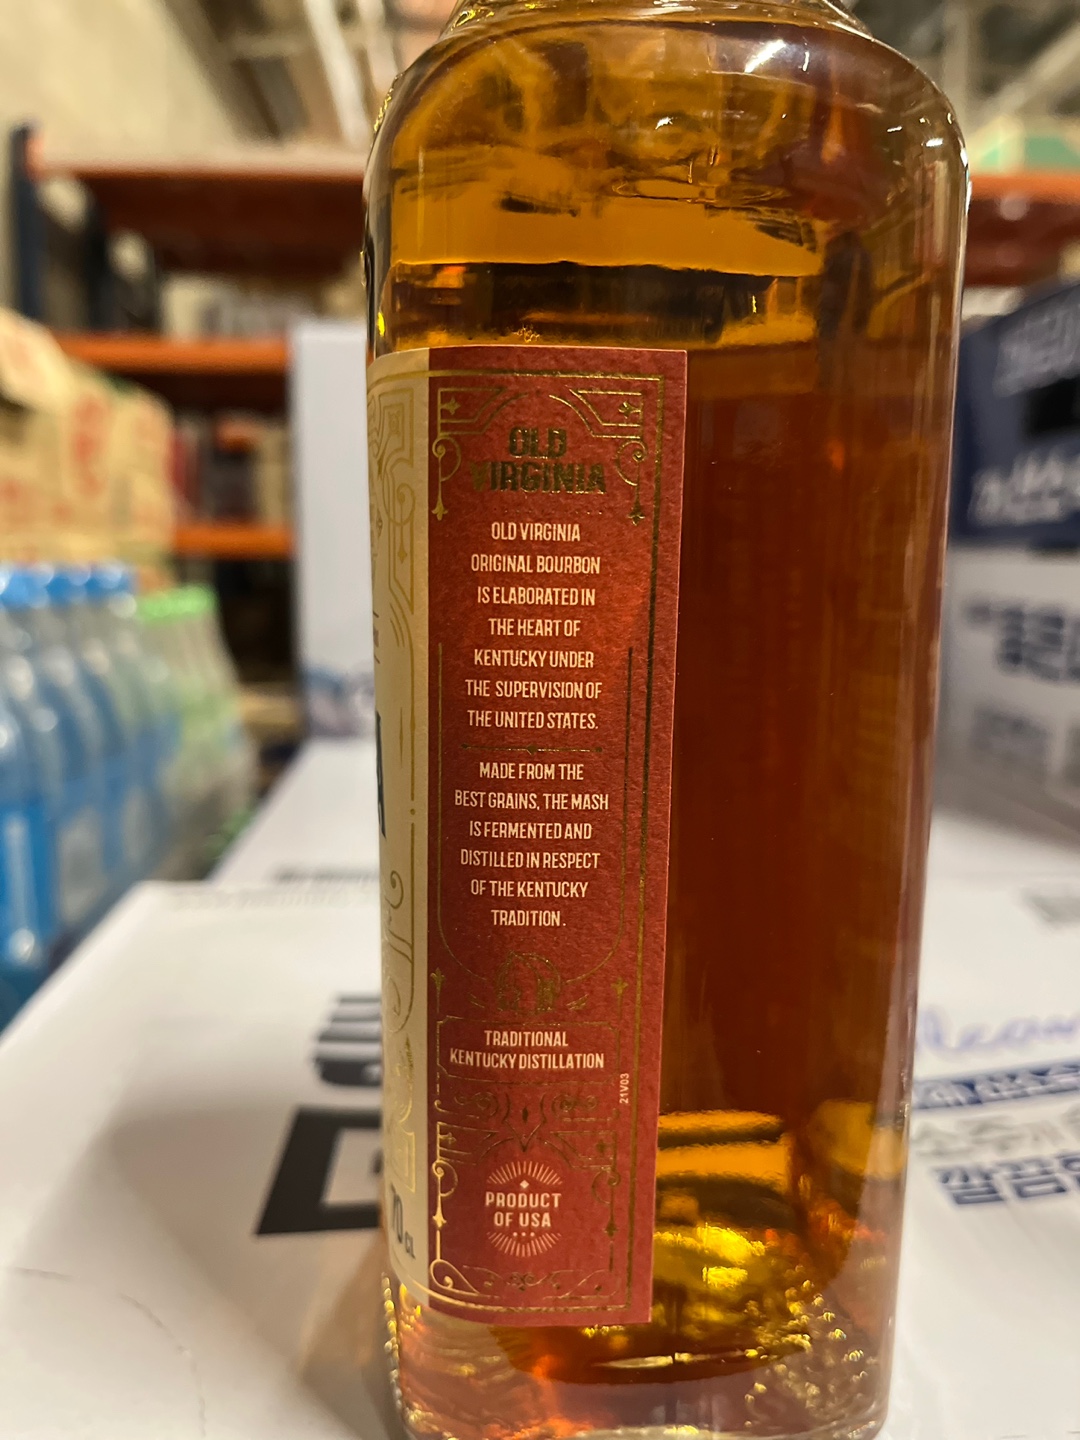 OLD
VIRGINIA
OLD VIRGINIA
ORIGINAL BOURBON
IS ELABORATED IN
THE HEART OF
KENTUCKY UNDER
THE SUPERVISION OF
THE UNITED STATES.
MADE FROM THE
BEST GRAINS, THE MASH
IS FERMENTED AND
DISTILLED IN RESPECT
OF THE KENTUCKY
TRADITION.
TRADITIONAL
KENTUCKY DISTILLATION
21V03
PRODUCT
OF USA
70 CL
A